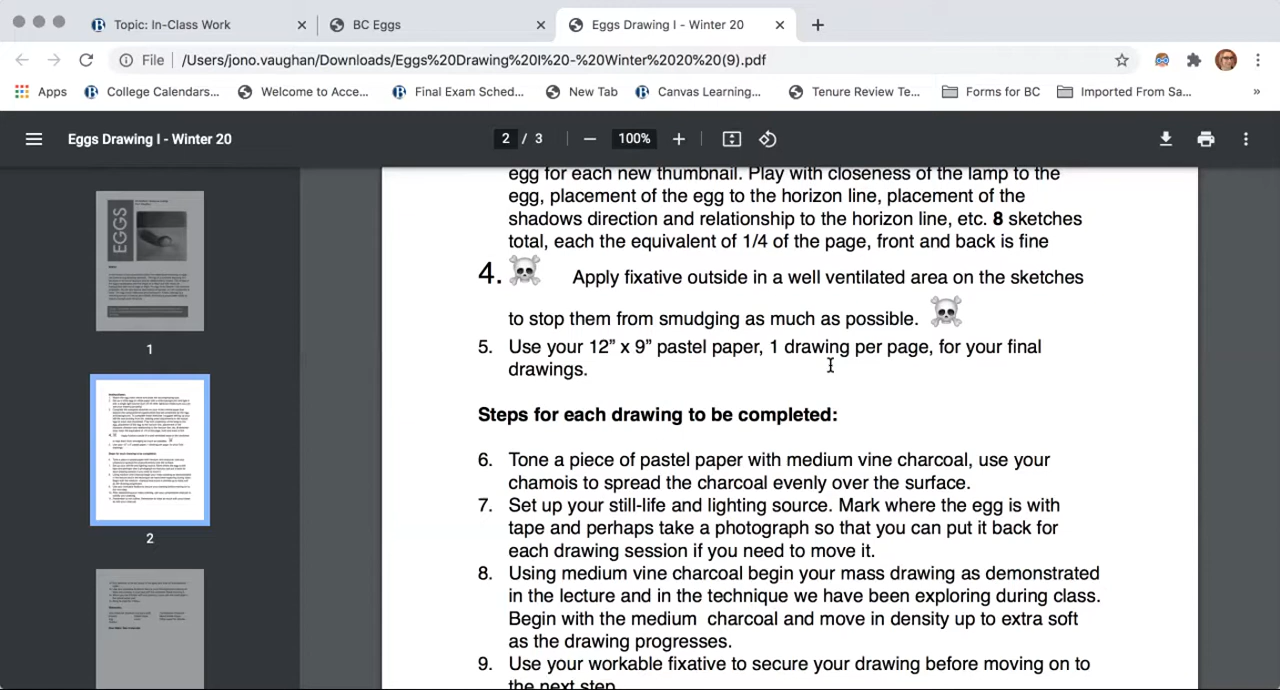 Topic: In-Class Work
BC Eggs
Eggs Drawing I - Winter 20
File
/Users/jono.vaughan/Downloads/Eggs%20Drawing%20I%20-%20Winter%2020%20(9).pdf
Apps
College Calendars...
Welcome to Acce...
Final Exam Sched...
New Tab
Canvas Learning...
Tenure Review Te...
Forms for BC
Imported From Sa...
»
Eggs Drawing I - Winter 20
2 / 3
100%
EGGS
1
2
egg for each new thumbnail. Play with closeness of the lamp to the
egg, placement of the egg to the horizon line, placement of the
shadows direction and relationship to the horizon line, etc. 8 sketches
total, each the equivalent of 1/4 of the page, front and back is fine
4. Apply fixative outside in a well ventilated area on the sketches
to stop them from smudging as much as possible.
5. Use your 12” x 9” pastel paper, 1 drawing per page, for your final
drawings.
Steps for each drawing to be completed:
6. Tone a piece of pastel paper with medium vine charcoal, use your
chamois to spread the charcoal evenly over the surface.
7. Set up your still-life and lighting source. Mark where the egg is with
tape and perhaps take a photograph so that you can put it back for
each drawing session if you need to move it.
8. Using medium vine charcoal begin your mass drawing as demonstrated
in the lecture and in the technique we have been exploring during class.
Begin with the medium  charcoal and move in density up to extra soft
as the drawing progresses.
9. Use your workable fixative to secure your drawing before moving on to
the next step.